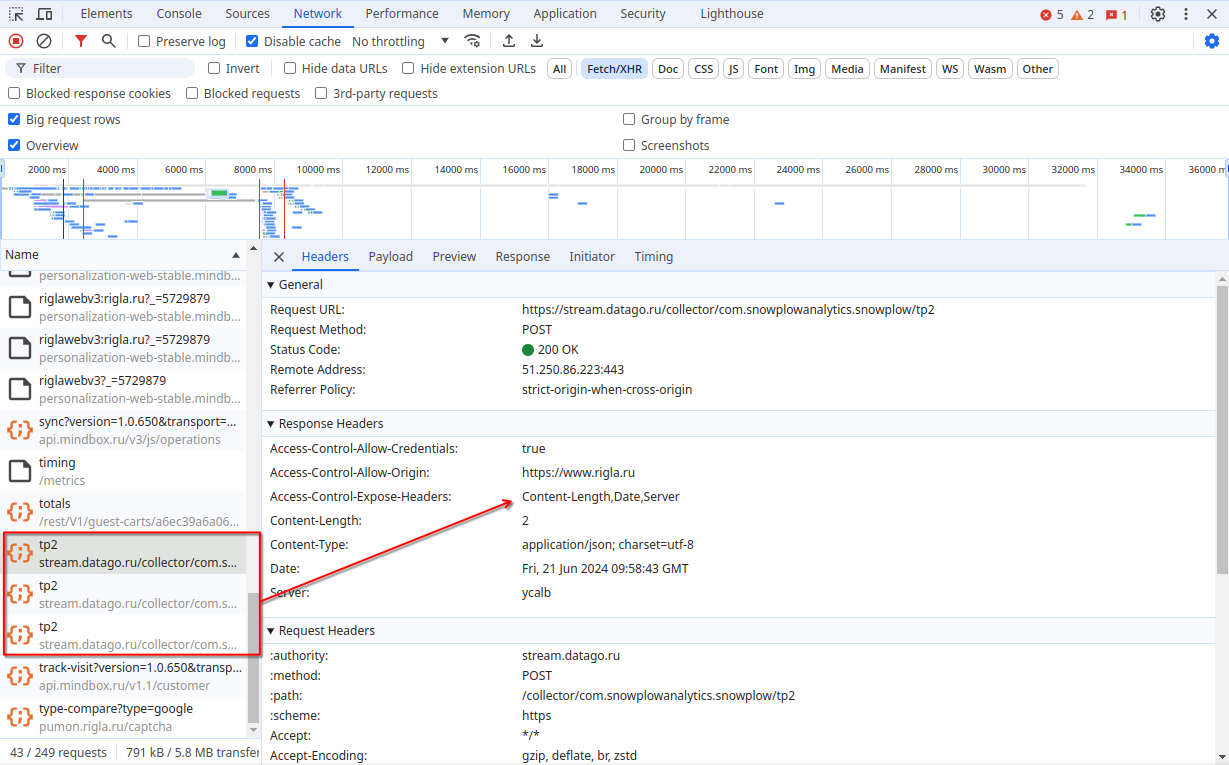 Elements Console Sources Network Performance Memory Application Security Lighthouse 5 2 1
Preserve log Disable cache No throttling
Filter Invert Hide data URLs Hide extension URLs All Fetch/XHR Doc CSS JS Font Img Media Manifest WS Wasm Other
Blocked response cookies Blocked requests 3rd-party requests
Big request rows Group by frame
Overview Screenshots
2000 ms 4000 ms 6000 ms 8000 ms 10000 ms 12000 ms 14000 ms 16000 ms 18000 ms 20000 ms 22000 ms 24000 ms 26000 ms 28000 ms 30000 ms 32000 ms 34000 ms 36000 m
Name
personalization-web-stable.mindb...
riglawebv3:rigla.ru?_=5729879
personalization-web-stable.mindb...
riglawebv3:rigla.ru?_=5729879
personalization-web-stable.mindb...
riglawebv3?_=5729879
personalization-web-stable.mindb...
sync?version=1.0.650&transport=...
api.mindbox.ru/v3/js/operations
timing
/metrics
totals
/rest/V1/guest-carts/a6ec39a6a06...
tp2
stream.datago.ru/collector/com.s...
tp2
stream.datago.ru/collector/com.s...
tp2
stream.datago.ru/collector/com.s...
track-visit?version=1.0.650&transp...
api.mindbox.ru/v1.1/customer
type-compare?type=google
pumon.rigla.ru/captcha
43 / 249 requests 791 kB / 5.8 MB transfer
Headers Payload Preview Response Initiator Timing
General
Request URL: https://stream.datago.ru/collector/com.snowplowanalytics.snowplow/tp2
Request Method: POST
Status Code: 200 OK
Remote Address: 51.250.86.223:443
Referrer Policy: strict-origin-when-cross-origin
Response Headers
Access-Control-Allow-Credentials: true
Access-Control-Allow-Origin: https://www.rigla.ru
Access-Control-Expose-Headers: Content-Length,Date,Server
Content-Length: 2
Content-Type: application/json; charset=utf-8
Date: Fri, 21 Jun 2024 09:58:43 GMT
Server: ycalb
Request Headers
:authority: stream.datago.ru
:method: POST
:path: /collector/com.snowplowanalytics.snowplow/tp2
:scheme: https
Accept: */*
Accept-Encoding: gzip, deflate, br, zstd